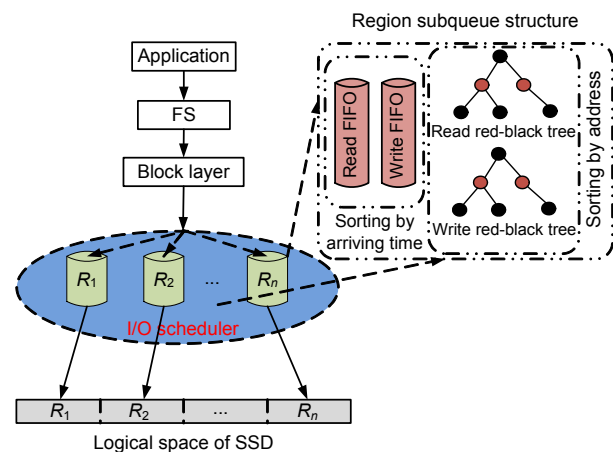 Region subqueue structure
Application
FS
Block layer
Read FIFO
Write FIFO
Sorting by
arriving time
Read red-black tree
Write red-black tree
Sorting by address
R1
R2
...
Rn
I/O scheduler
R1
R2
...
Rn
Logical space of SSD